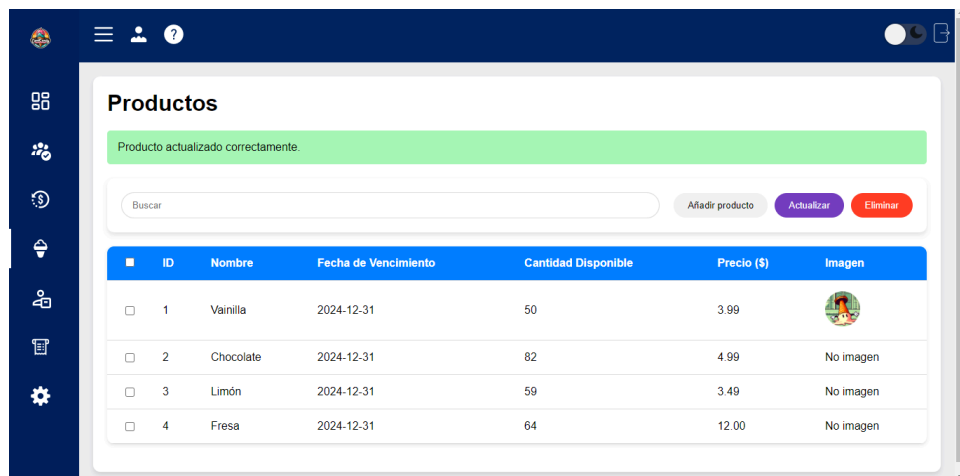 ?
Productos
Producto actualizado correctamente.
Buscar Añadir producto Actualizar Eliminar
ID Nombre Fecha de Vencimiento Cantidad Disponible Precio ($) Imagen
1 Vainilla 2024-12-31 50 3.99
2 Chocolate 2024-12-31 82 4.99 No imagen
3 Limón 2024-12-31 59 3.49 No imagen
4 Fresa 2024-12-31 64 12.00 No imagen